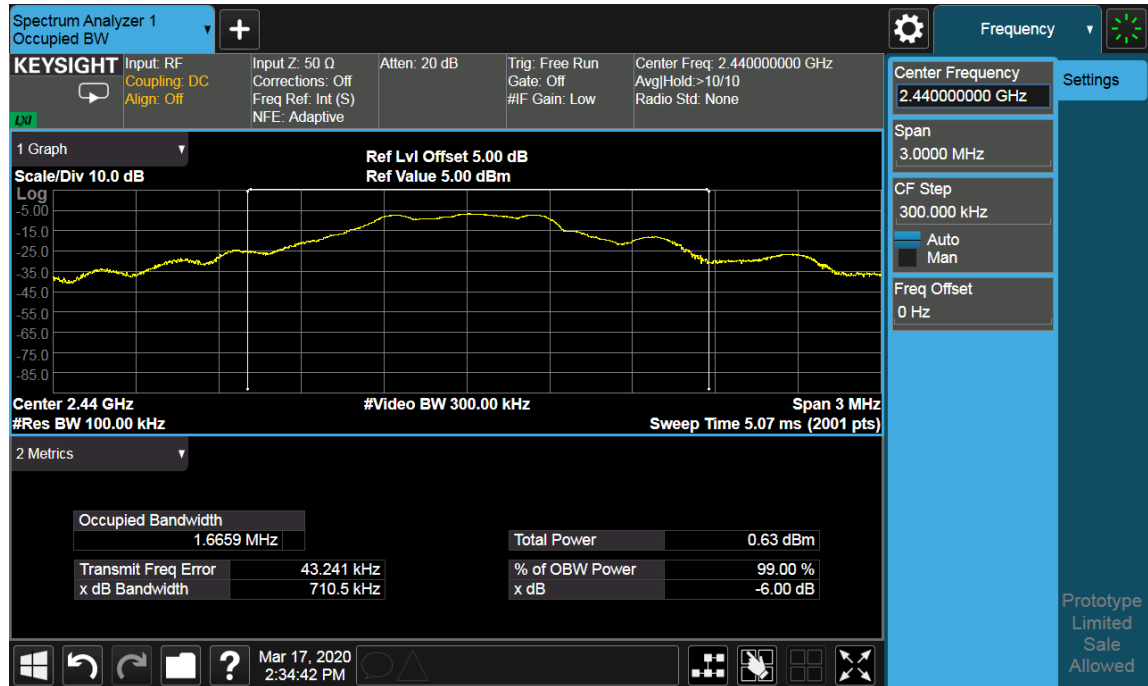 Spectrum Analyzer 1
Occupied BW
+
Frequency
KEYSIGHT
LXI
Input: RF
Coupling: DC
Align: Off
Input Z: 50 Ω
Corrections: Off
Freq Ref: Int (S)
NFE: Adaptive
Atten: 20 dB
Trig: Free Run
Gate: Off
#IF Gain: Low
Center Freq: 2.440000000 GHz
Avg|Hold:>10/10
Radio Std: None
Center Frequency
2.440000000 GHz
Settings
Span
3.0000 MHz
CF Step
300.000 kHz
Auto
Man
Freq Offset
0 Hz
1 Graph
Scale/Div 10.0 dB
Ref Lvl Offset 5.00 dB
Ref Value 5.00 dBm
Log
-5.00
-15.0
-25.0
-35.0
-45.0
-55.0
-65.0
-75.0
-85.0
Center 2.44 GHz
#Video BW 300.00 kHz
Span 3 MHz
#Res BW 100.00 kHz
Sweep Time 5.07 ms (2001 pts)
2 Metrics
Occupied Bandwidth
1.6659 MHz
Total Power 0.63 dBm
Transmit Freq Error 43.241 kHz
% of OBW Power 99.00 %
x dB Bandwidth 710.5 kHz
x dB -6.00 dB
Prototype
Limited
Sale
Allowed
?
Mar 17, 2020
2:34:42 PM